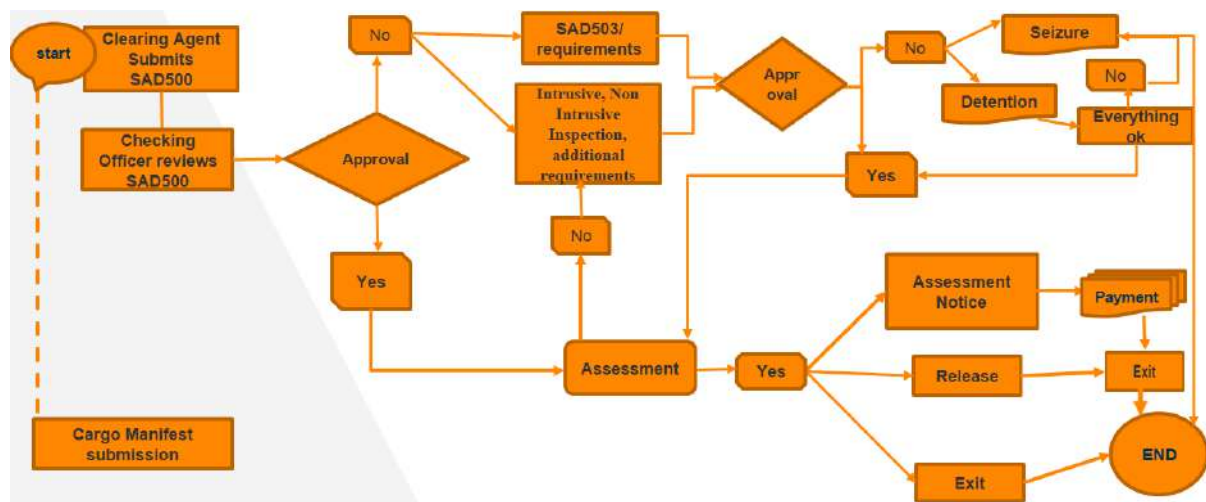 start
Clearing Agent
Submits
SAD500
No
SAD503/
requirements
Appr
oval
No
Seizure
No
Detention
Everything
ok
Checking
Officer reviews
SAD500
Approval
Intrusive, Non
Intrusive
Inspection,
additional
requirements
Yes
No
Yes
Assessment
Notice
Payment
Assessment
Yes
Release
Exit
Cargo Manifest
submission
Exit
END